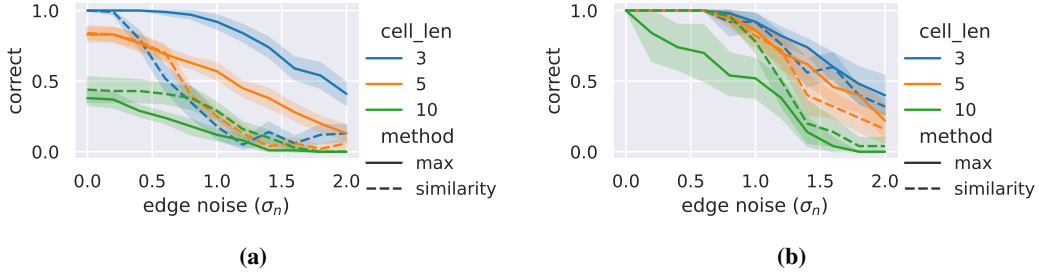 1.0
0.5
0.0
correct
0.0 0.5 1.0 1.5 2.0
edge noise (σn)
cell_len
3
5
10
method
max
similarity
(a)
1.0
0.5
0.0
correct
0.0 0.5 1.0 1.5 2.0
edge noise (σn)
cell_len
3
5
10
method
max
similarity
(b)